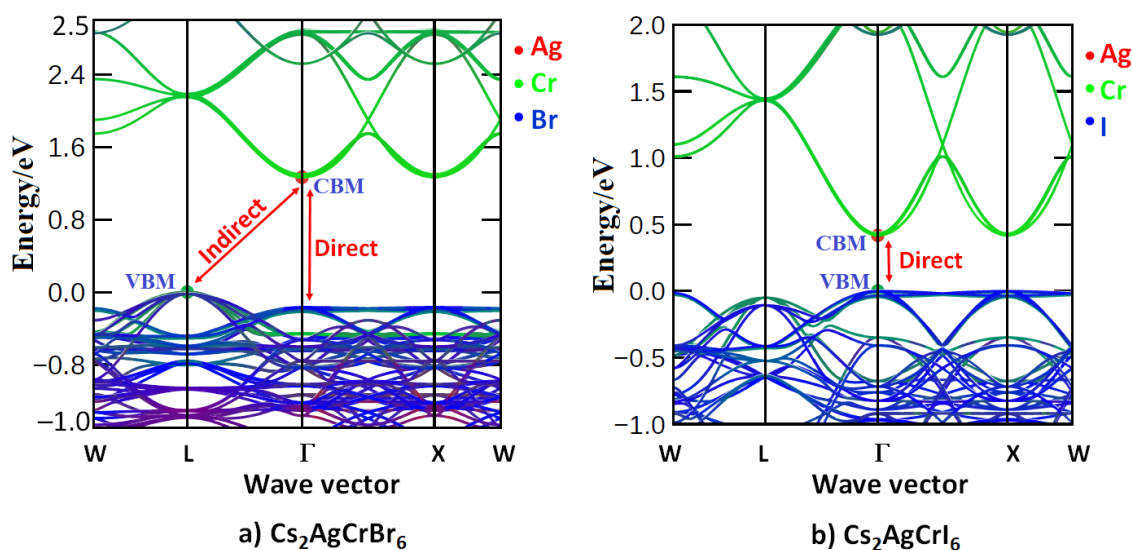 2.5
2.4
1.6
0.8
0.0
−0.8
−1.0
Energy/eV
Ag
Cr
Br
CBM
Indirect
Direct
VBM
W L Γ X W
Wave vector
a) Cs₂AgCrBr₆
2.0
1.5
1.0
0.5
0.0
−0.5
−1.0
Energy/eV
Ag
Cr
I
CBM
Direct
VBM
W L Γ X W
Wave vector
b) Cs₂AgCrI₆